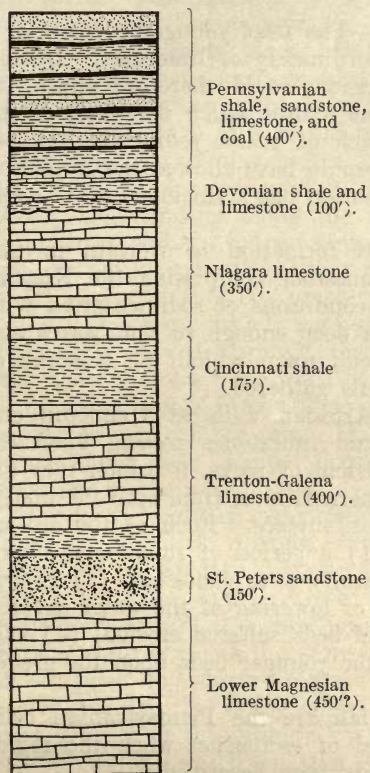 Pennsylvanian
shale, sandstone,
limestone, and
coal (400').
Devonian shale and
limestone (100').
Niagara limestone
(350').
Cincinnati shale
(175').
Trenton-Galena
limestone (400').
St. Peters sandstone
(150').
Lower Magnesian
limestone (450'?).